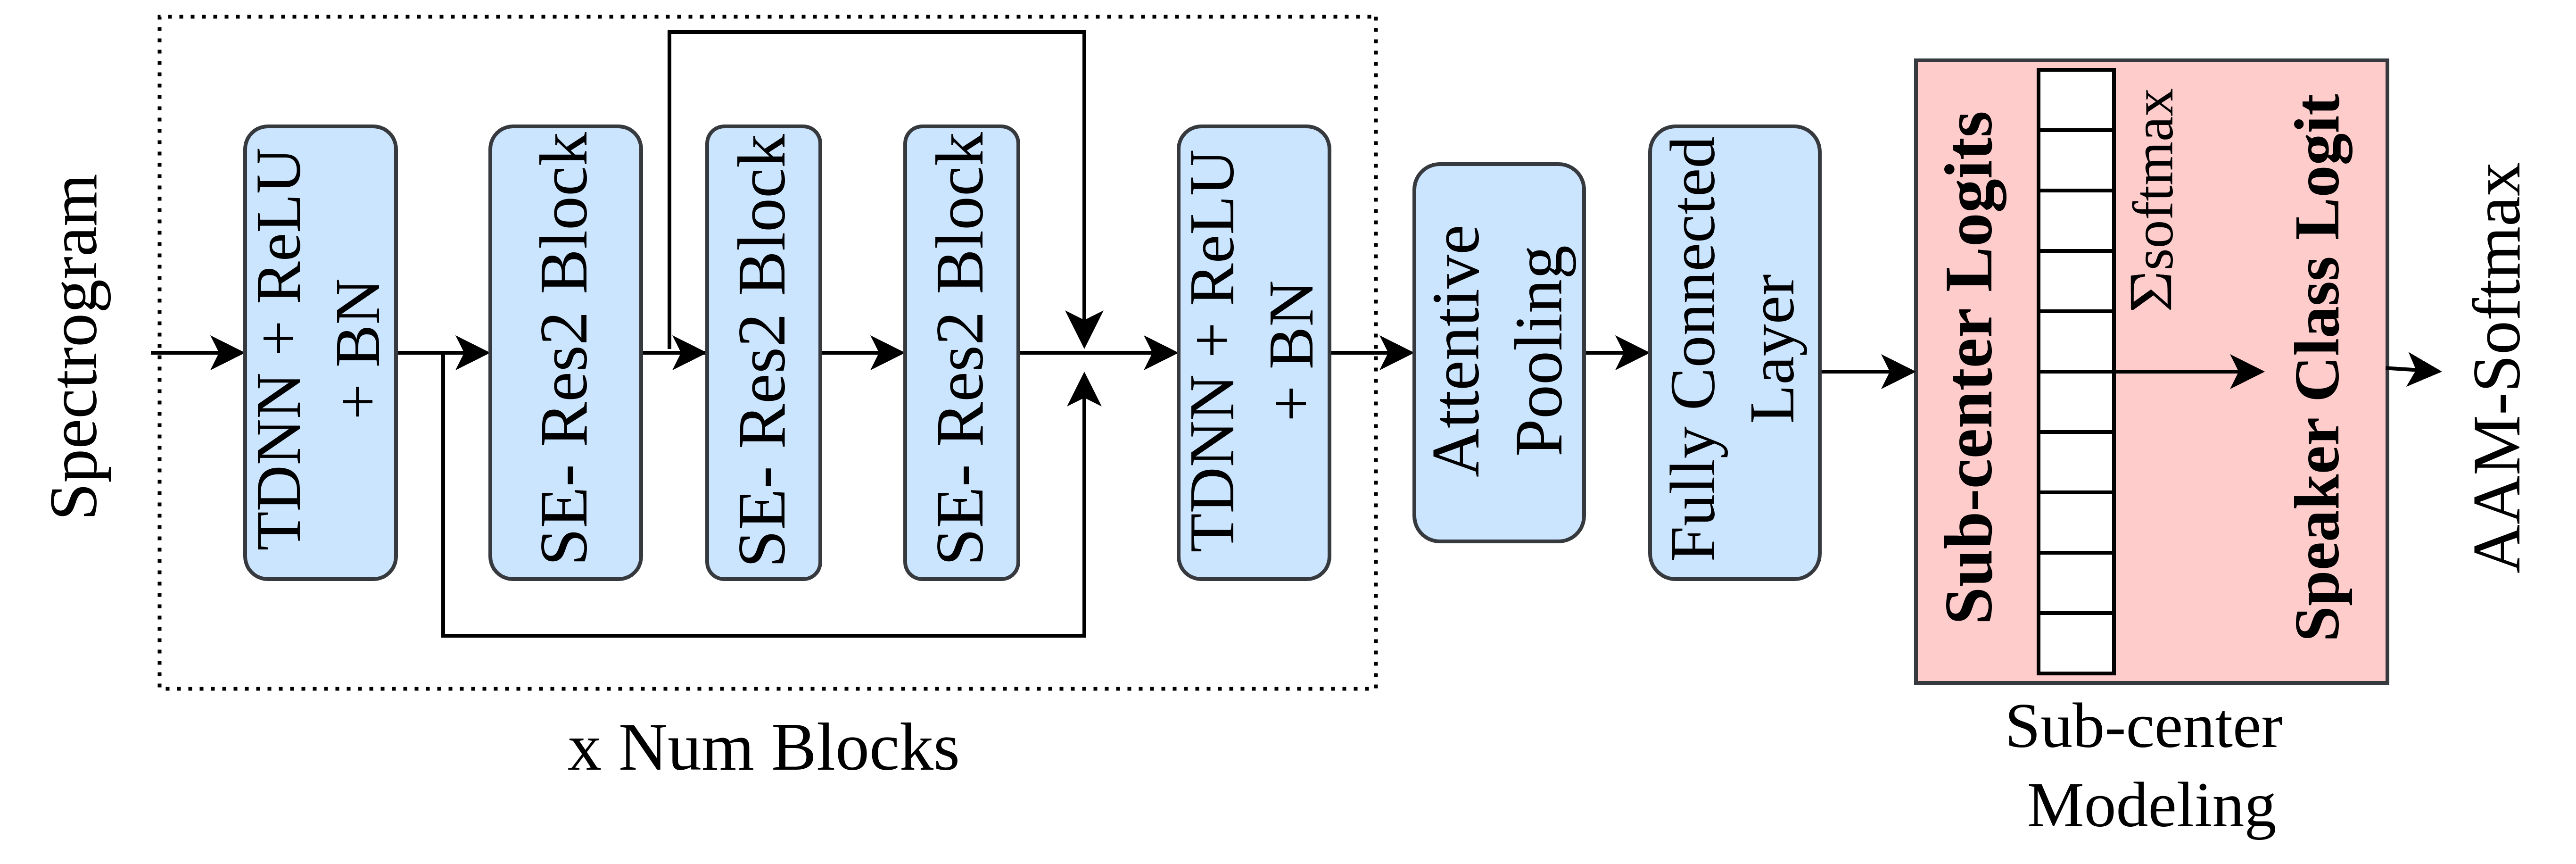 Spectrogram
TDNN + ReLU
+ BN
SE- Res2 Block
SE- Res2 Block
SE- Res2 Block
TDNN + ReLU
+ BN
x Num Blocks
Attentive
Pooling
Fully Connected
Layer
Sub-center Logits
Σsoftmax
Speaker Class Logit
Sub-center
Modeling
AAM-Softmax